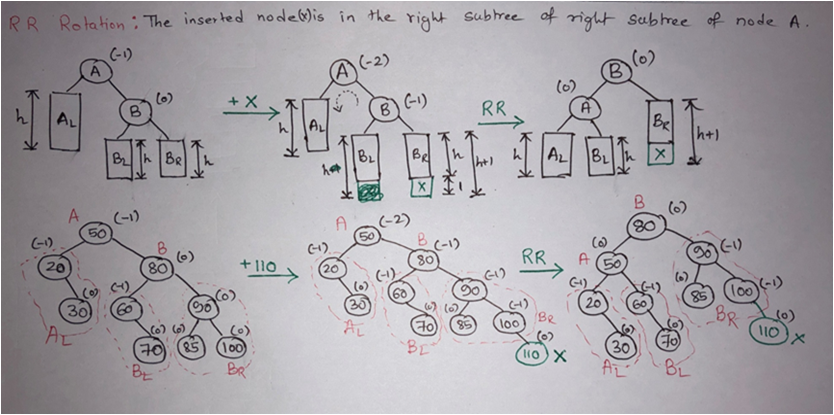 RR Rotation: The inserted node(x) is in the right subtree of right subtree of node A.
A (-1)
B (0)
h AL
BL h BR h
+X
A (-2)
B (-1)
h AL
h BL BR h h+1
X 1
RR
B (0)
(0) A
h AL BL h
BR h+1
X
A 50 (-1)
(-1) 20
B 80 (0)
30 (0)
(-1) 60
90 (0)
70 (0)
(0) 85
100 (0)
AL BL BR
+110
A 50 (-2)
(-1) 20
B 80 (-1)
30 (0)
(-1) 60
90 (-1)
70 (0)
(0) 85
100 (-1)
110 (0) X
AL BL BR
RR
B 80 (0)
A 50 (0)
90 (-1)
(-1) 20
60 (-1)
(0) 85
100 (-1)
30 (0)
70 (0)
110 (0) X
AL BL BR